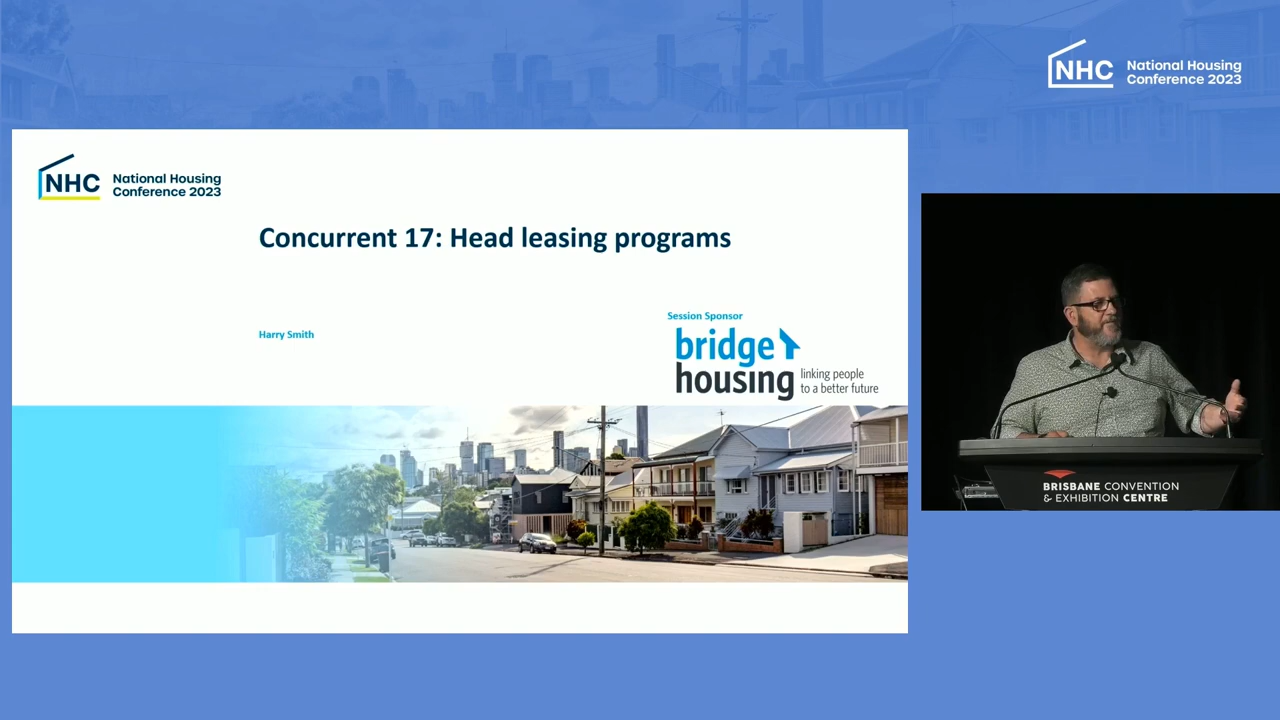 NHC
National Housing
Conference 2023
NHC
National Housing
Conference 2023
Concurrent 17: Head leasing programs
Harry Smith
Session Sponsor
bridge
housing
linking people
to a better future
BRISBANE CONVENTION
& EXHIBITION CENTRE